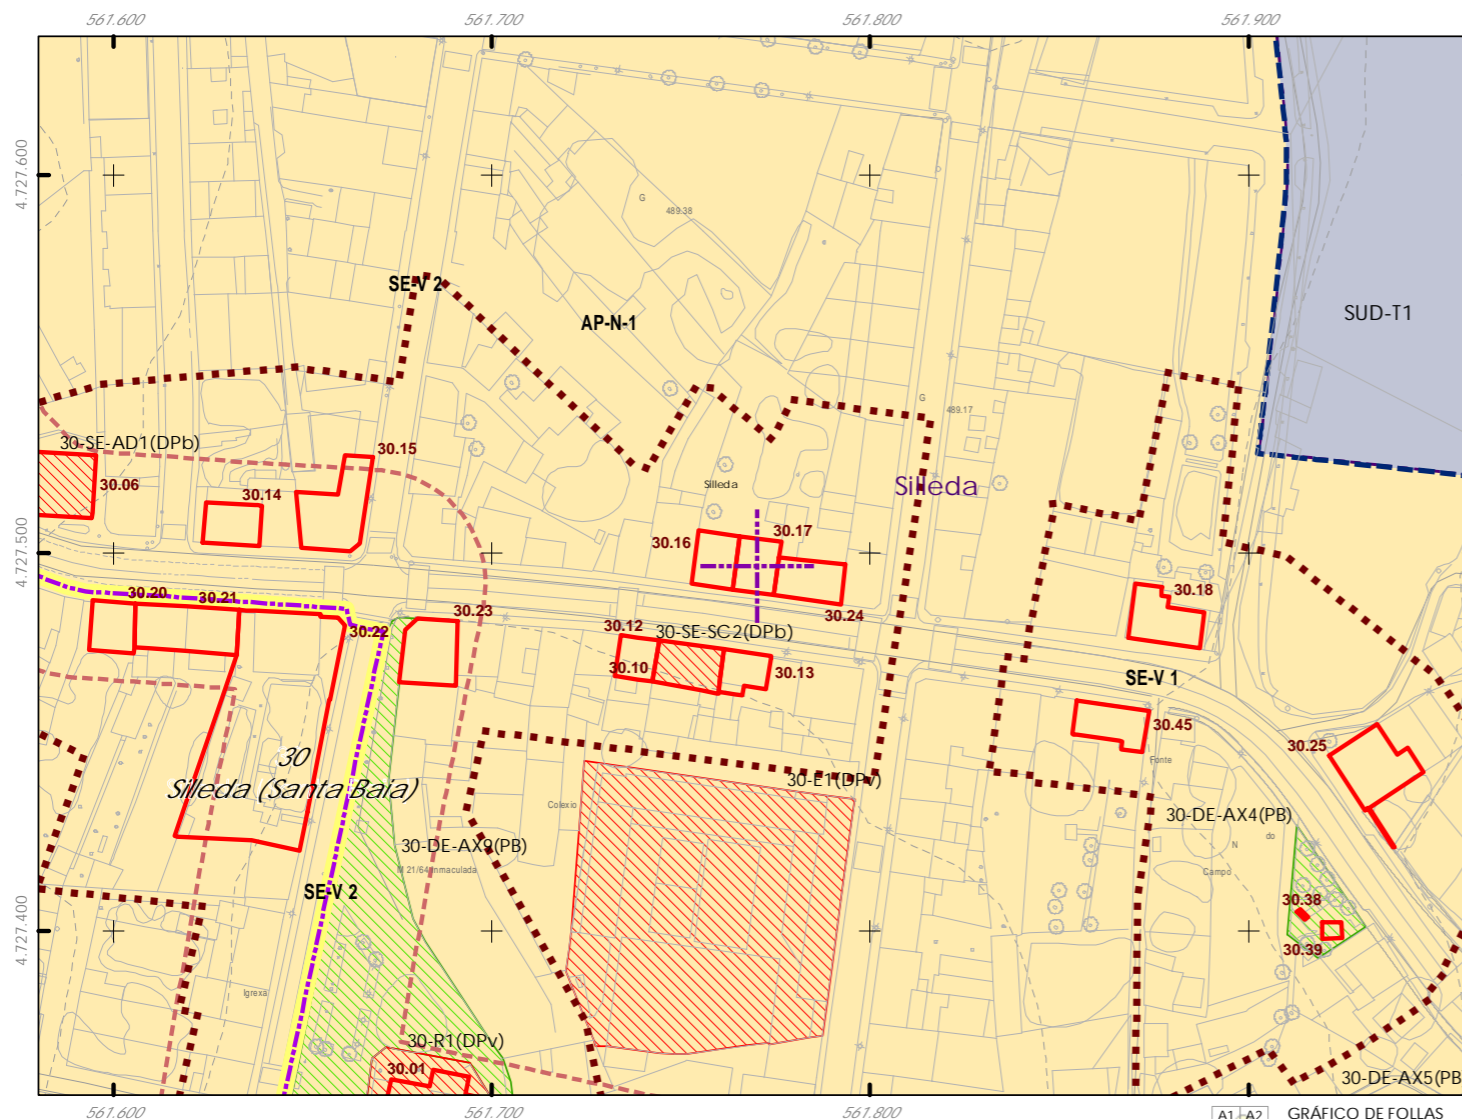 561.600
561.700
561.800
561.900
4.727.600
G
489.38
SE-V 2
AP-N-1
SUD-T1
G
489.17
30-SE-AD1(DPb)
30.15
30.06
30.14
Silleda
Silleda
4.727.500
30.16
30.17
30.18
30.20
30.21
30.22
30.23
30.24
30.12
30-SE-SC2(DPb)
30.10
30.13
SE-V 1
30.45
30.25
30
Silleda (Santa Baia)
Fonte
30-E1(DPv)
Colexio
30-DE-AX4(PB)
do
30-DE-AX9(PB)
N
M 21/64 Inmaculada
Campo
SE-V 2
30.38
4.727.400
30.39
Igrexa
30-R1(DPv)
30.01
30-DE-AX5(PB
561.600
561.700
561.800
A1 A2 GRÁFICO DE FOLLAS